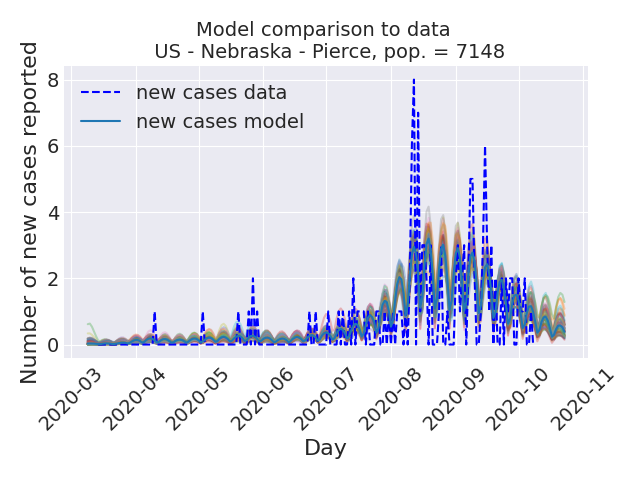 Model comparison to data
US - Nebraska - Pierce, pop. = 7148
Number of new cases reported
8
6
4
2
0
new cases data
new cases model
2020-03
2020-04
2020-05
2020-06
2020-07
2020-08
2020-09
2020-10
2020-11
Day